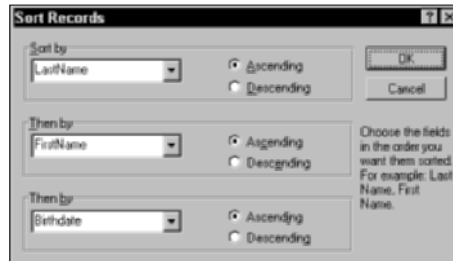 Sort Records
Sort by
LastName
Ascending
Descending
OK
Cancel
Then by
FirstName
Ascending
Descending
Choose the fields
in the order you
want them sorted.
For example: Last
Name, First
Name.
Then by
Birthdate
Ascending
Descending